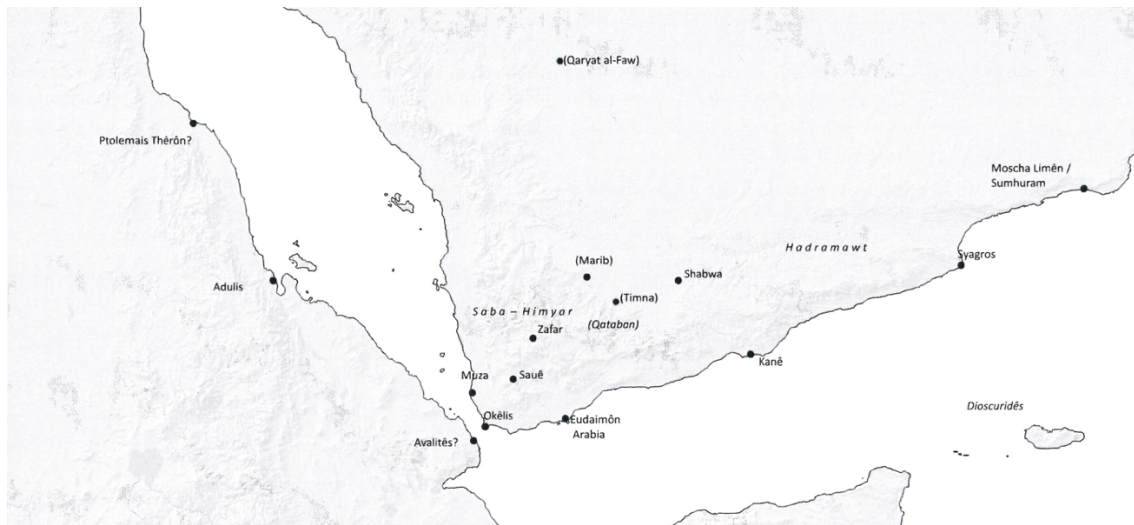 (Qaryat al-Faw)
Ptolemais Thêrôn?
Moscha Limên /
Sumhuram
Hadramawt
Syagros
(Marib)
Shabwa
Adulis
(Timna)
Saba – Himyar
(Qataban)
Zafar
Kanê
Muza
Sauê
Dioscuridês
Okêlis
Eudaimôn
Arabia
Avalitês?